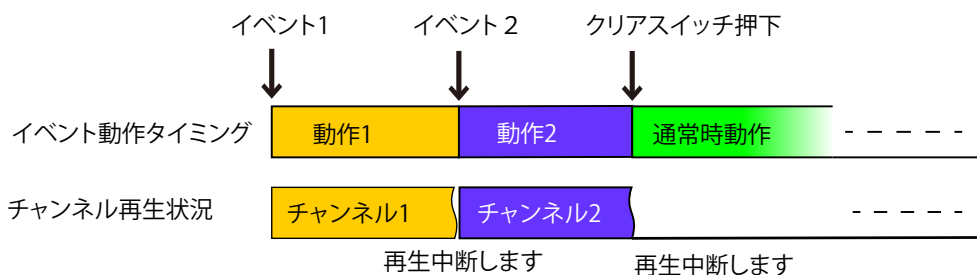 イベント1
イベント 2
クリアスイッチ押下
イベント動作タイミング
動作1
動作2
通常時動作
チャンネル再生状況
チャンネル1
チャンネル2
再生中断します
再生中断します